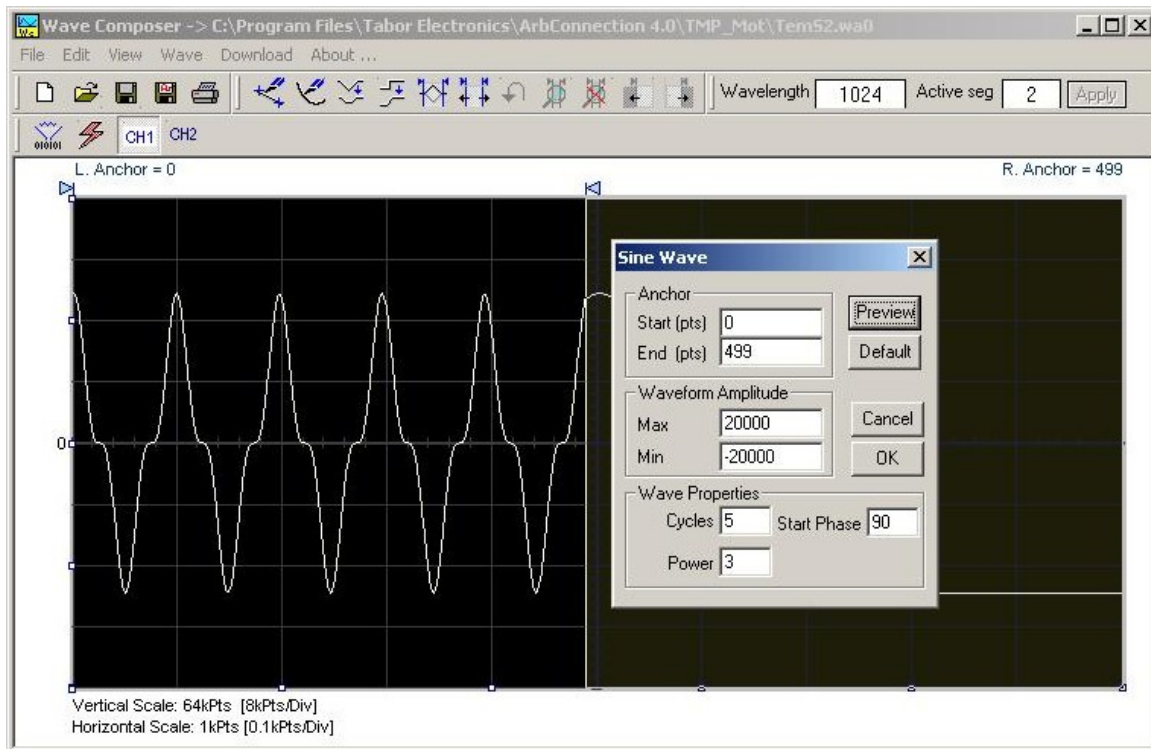 Wave Composer -> C:\Program Files\Tabor Electronics\ArbConnection 4.0\TMP_Mot\TemS2.wa0
File Edit View Wave Download About ...
Wavelength 1024 Active seg 2 Apply
010101 CH1 CH2
L. Anchor = 0 R. Anchor = 499
Sine Wave
Anchor
Start (pts) 0
End (pts) 499
Preview
Default
Waveform Amplitude
Max 20000
Min -20000
Cancel
OK
0
Wave Properties
Cycles 5 Start Phase 90
Power 3
Vertical Scale: 64kPts [8kPts/Div]
Horizontal Scale: 1kPts [0.1kPts/Div]